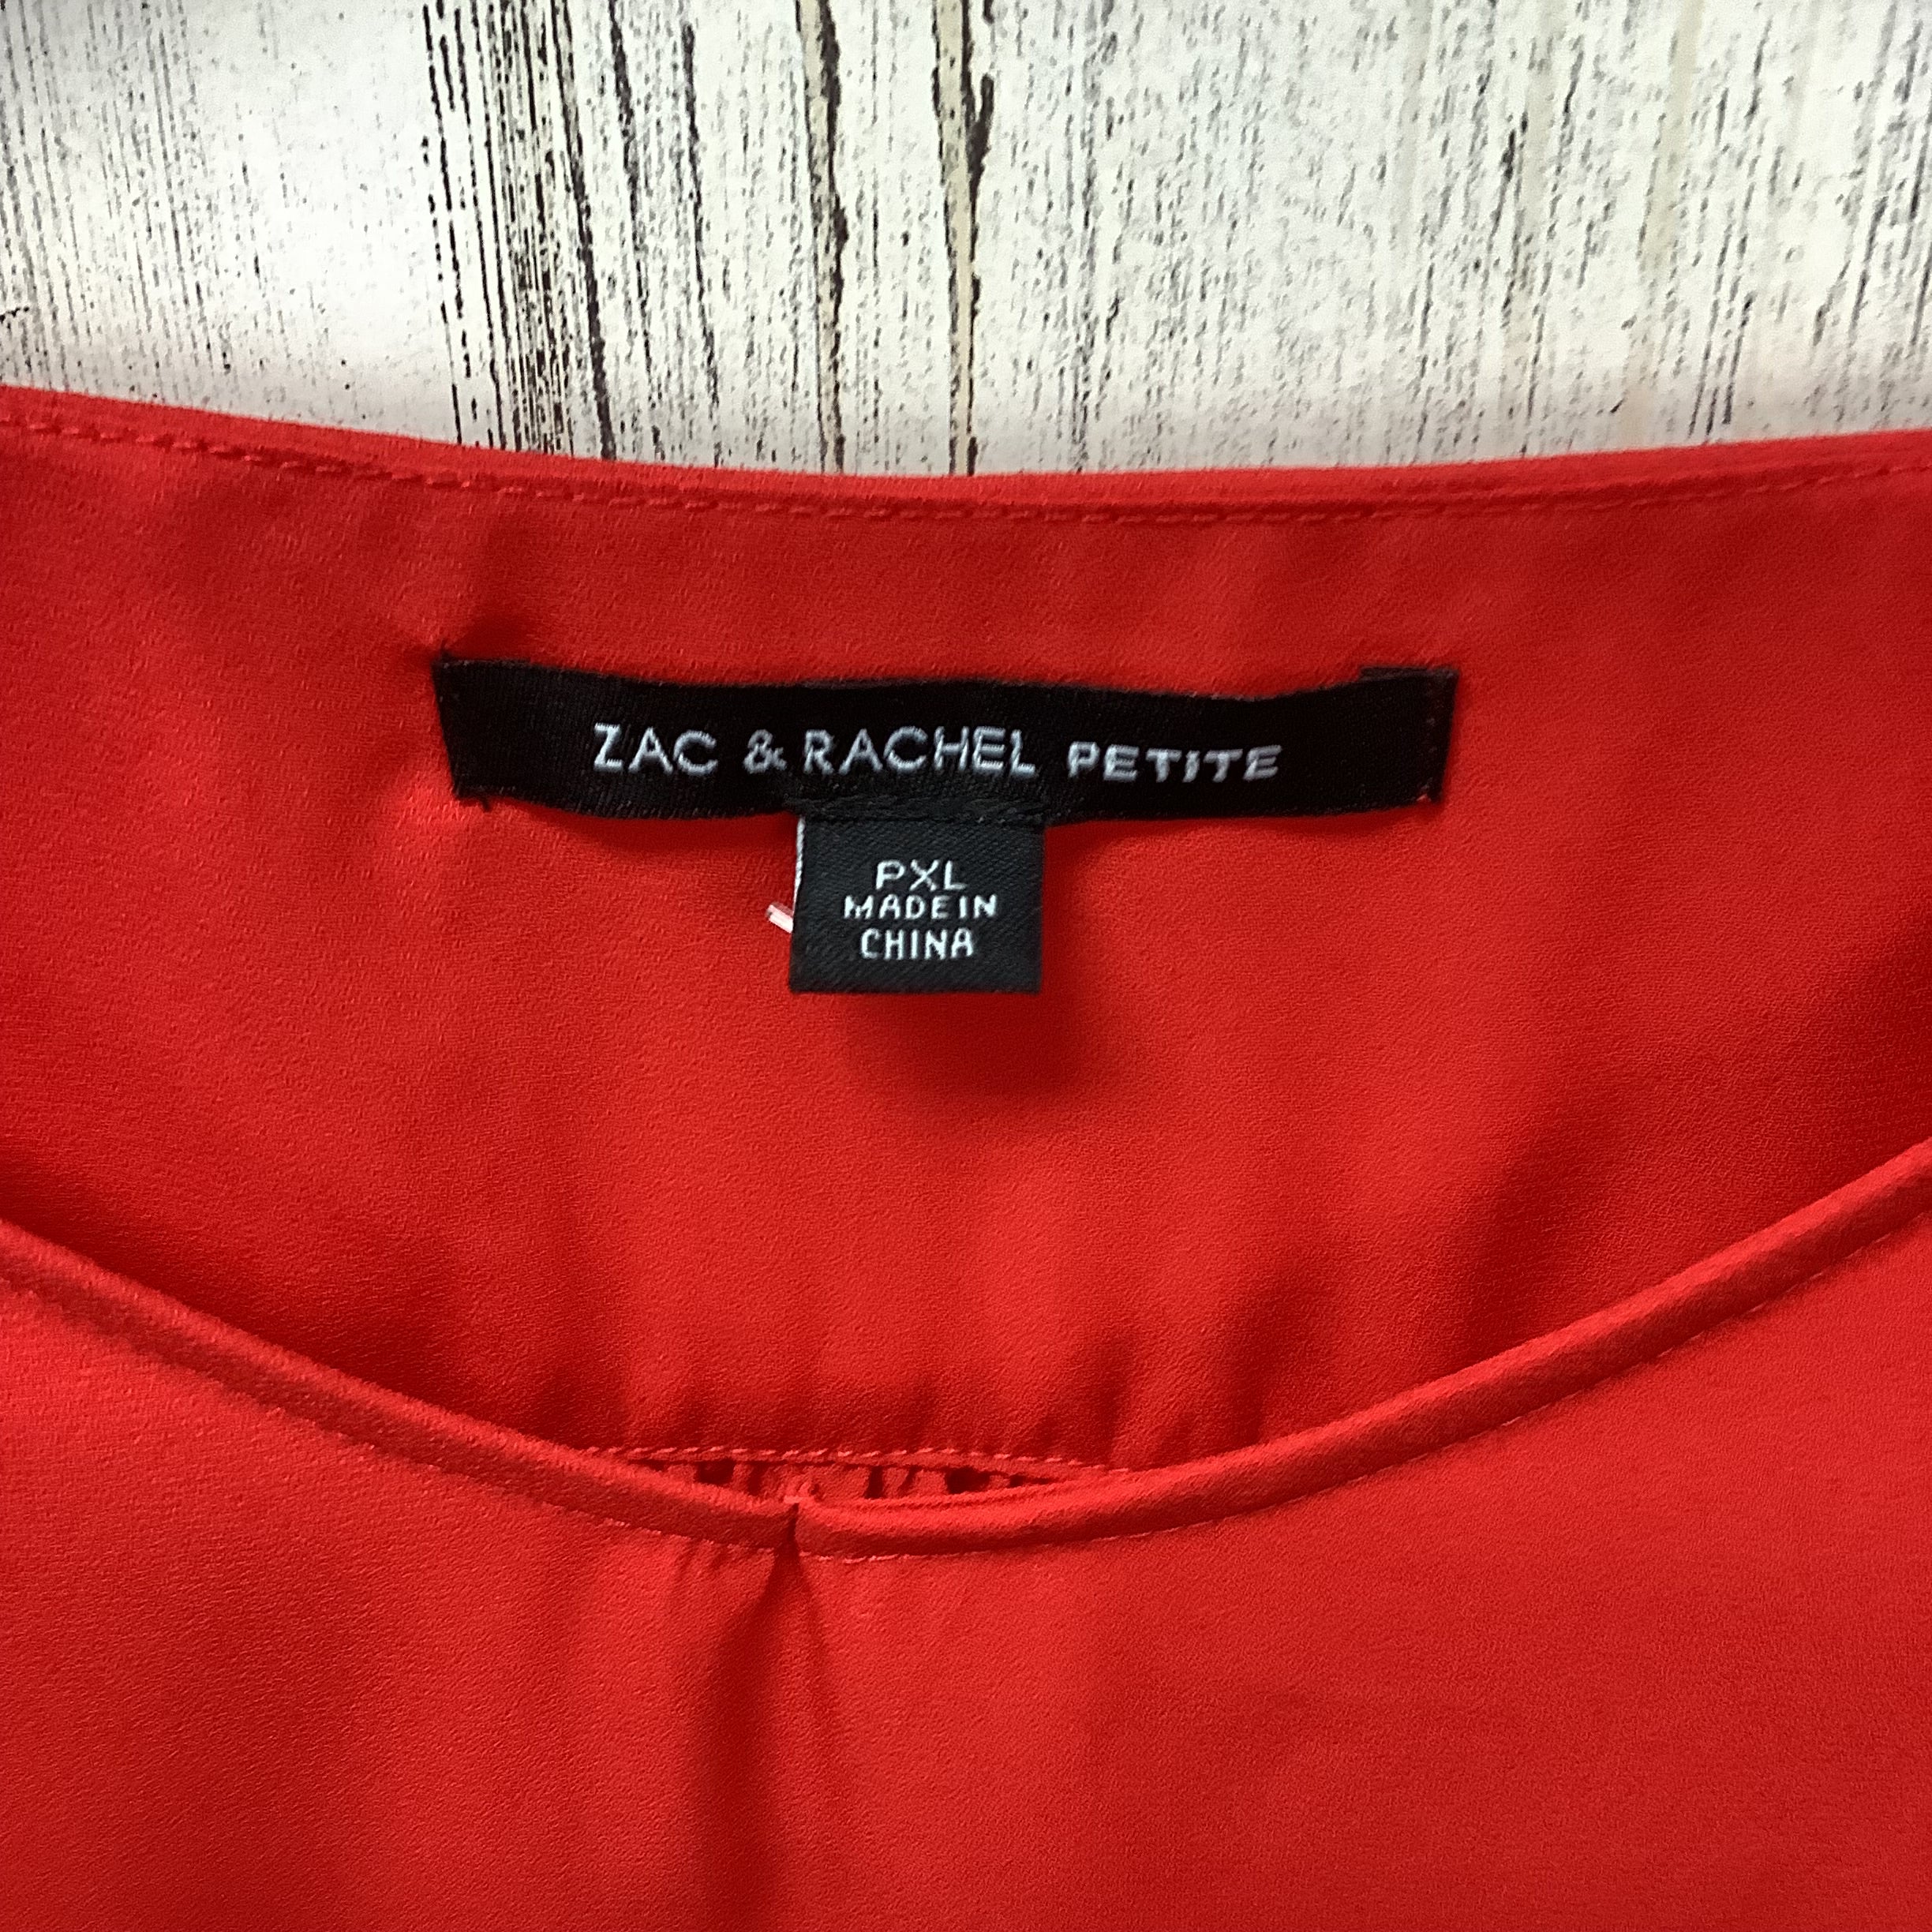 ZAC & RACHEL PETITE
PXL
MADE IN
CHINA